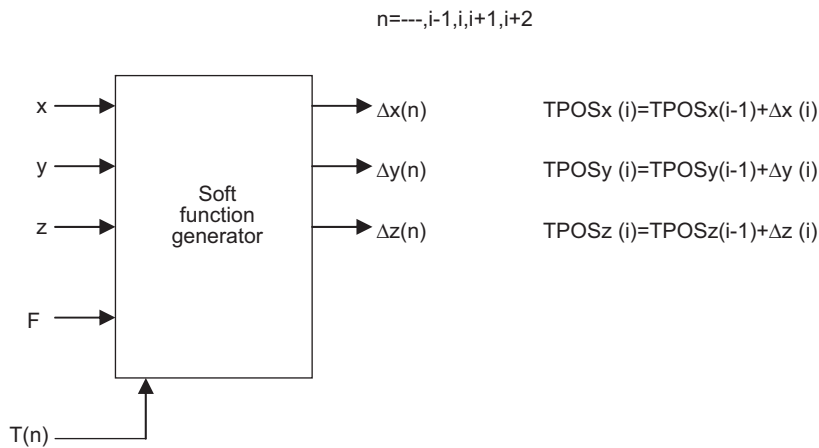 n=---,i-1,i,i+1,i+2
x
Δx(n)
TPOSx (i)=TPOSx(i-1)+Δx (i)
y
Δy(n)
TPOSy (i)=TPOSy(i-1)+Δy (i)
Soft
function
generator
z
Δz(n)
TPOSz (i)=TPOSz(i-1)+Δz (i)
F
T(n)